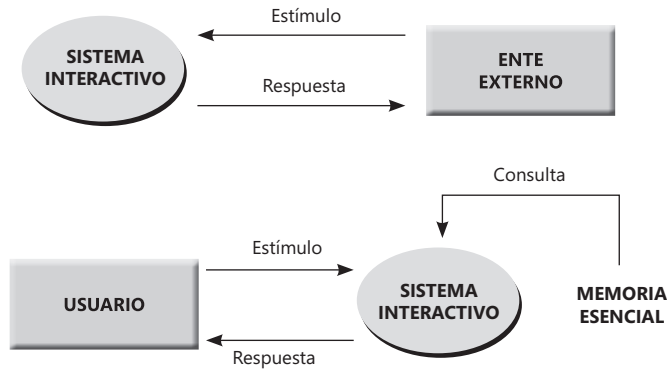 Estímulo
SISTEMA
INTERACTIVO
ENTE
EXTERNO
Respuesta
Consulta
Estímulo
USUARIO
SISTEMA
INTERACTIVO
MEMORIA
ESENCIAL
Respuesta